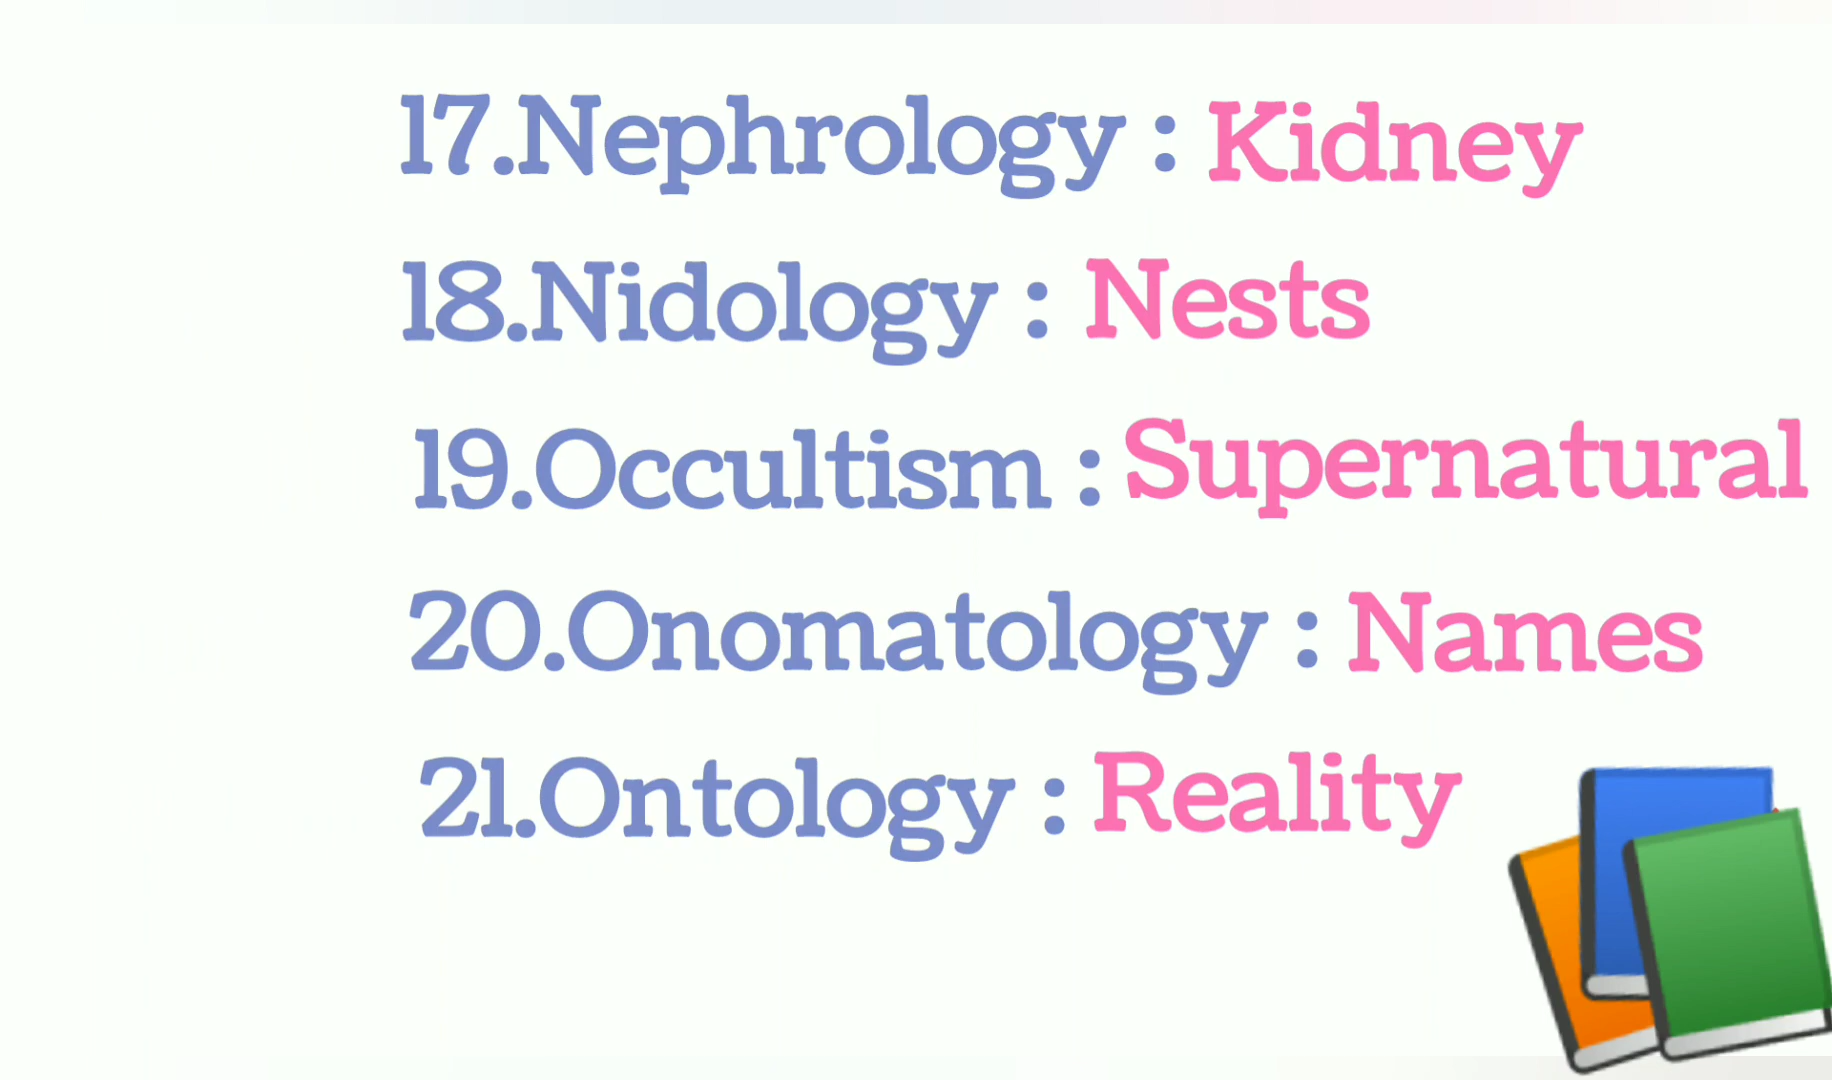 17.Nephrology : Kidney
18.Nidology : Nests
19.Occultism : Supernatural
20.Onomatology : Names
21.Ontology : Reality